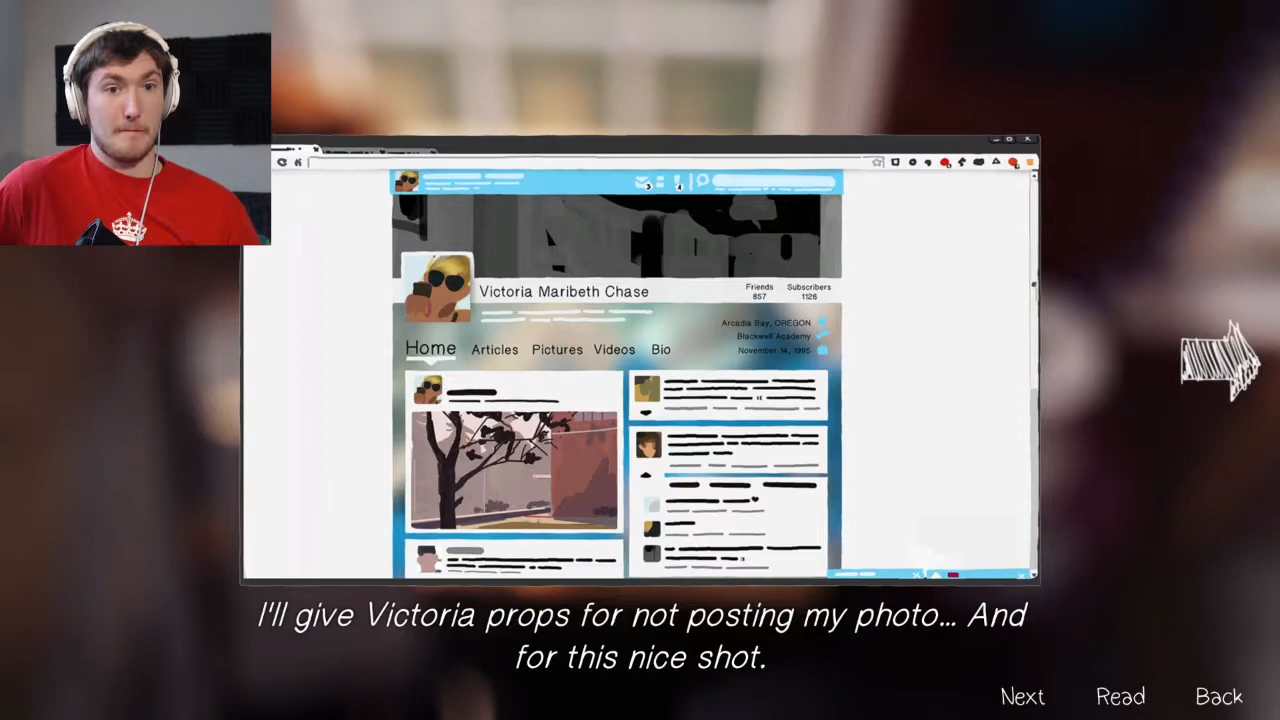 Victoria Maribeth Chase
Friends
857
Subscribers
1126
Arcadia Bay, OREGON
Blackwell Academy
November 14, 1995
Home
Articles
Pictures
Videos
Bio
I'll give Victoria props for not posting my photo... And
for this nice shot.
Next
Read
Back